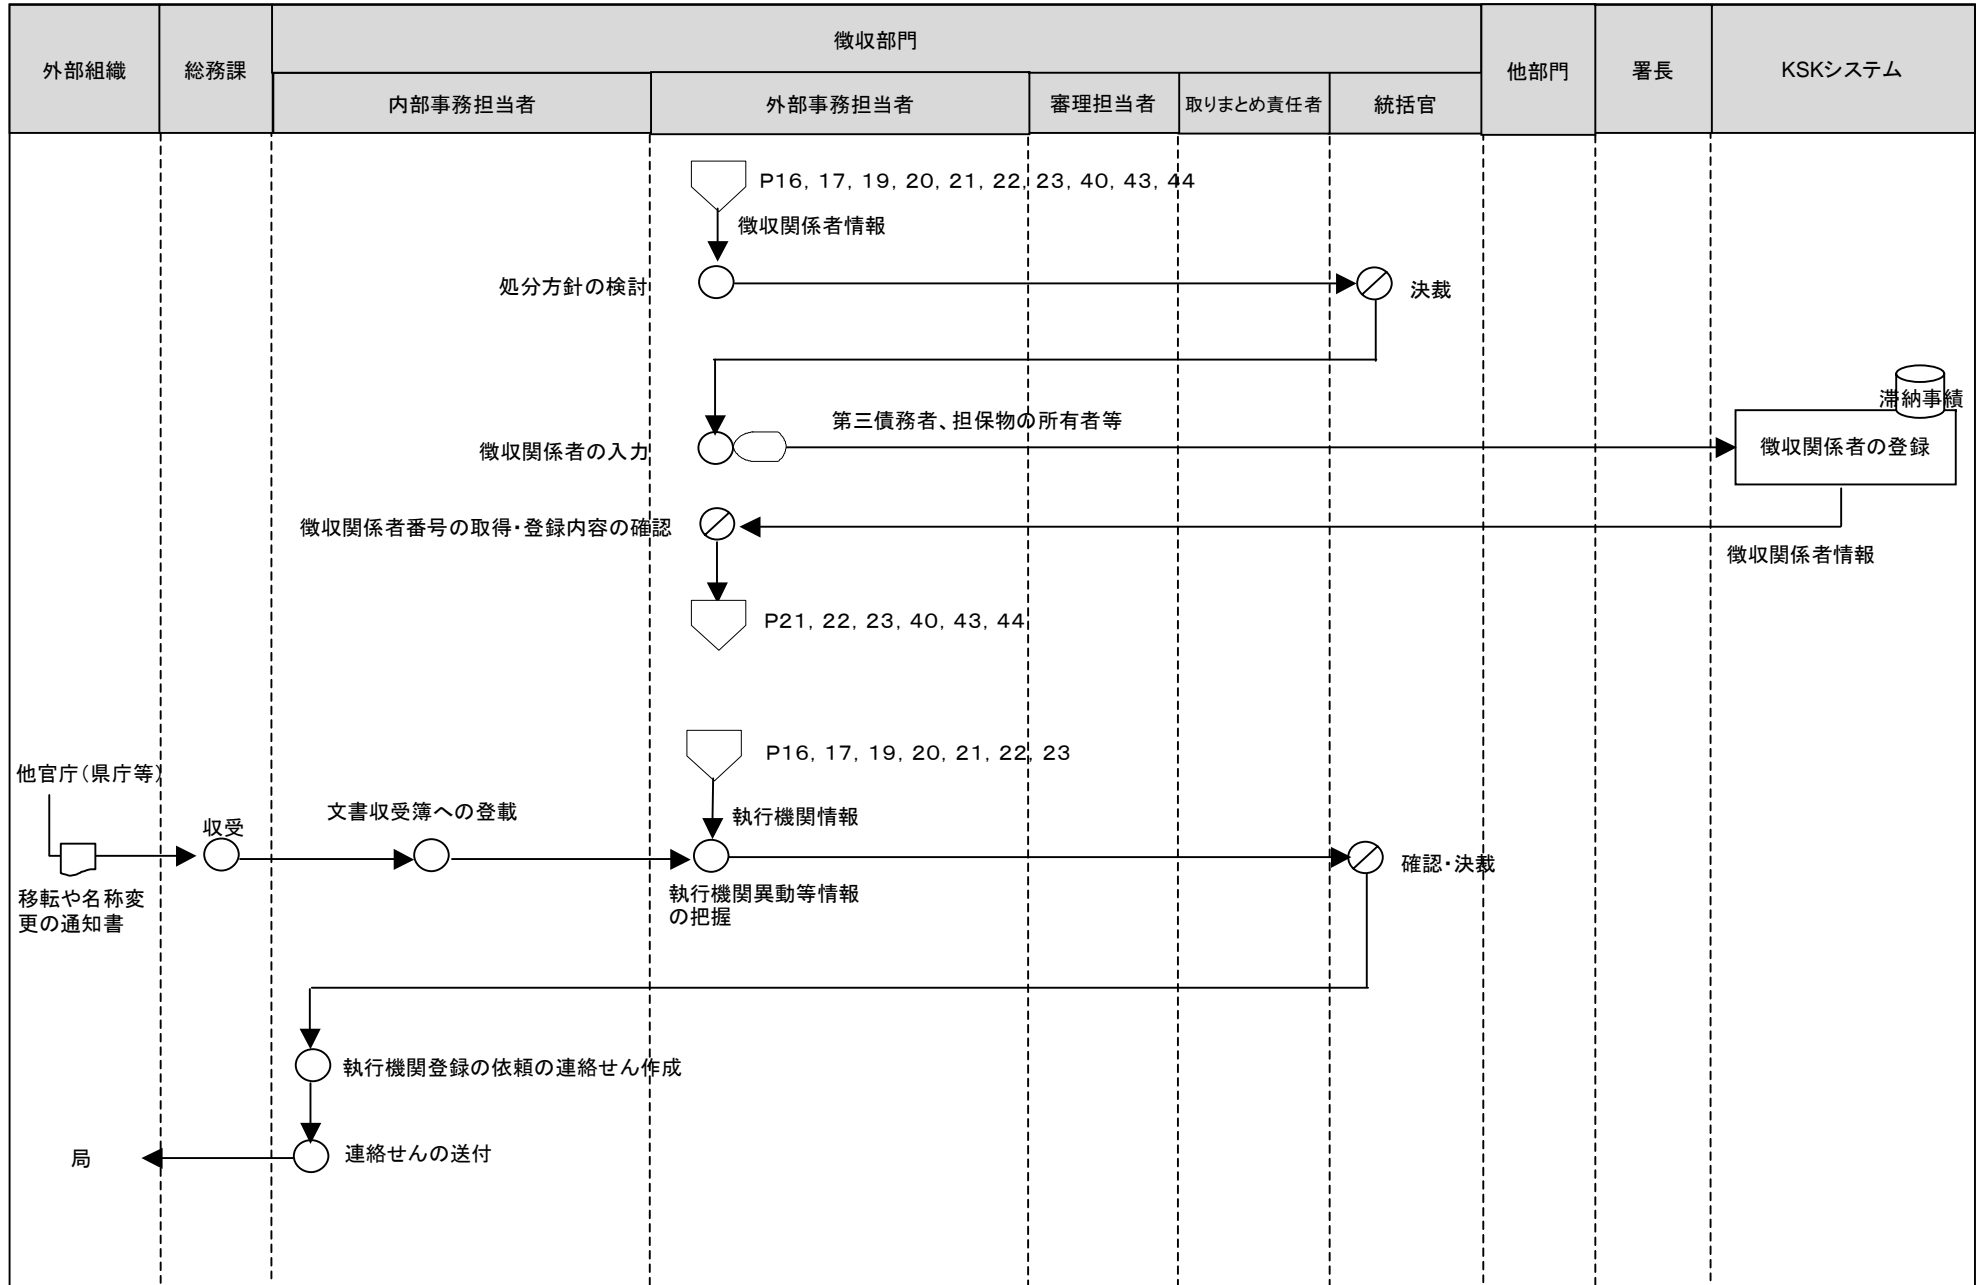 外部組織
総務課
徴収部門
他部門
署長
KSKシステム
内部事務担当者
外部事務担当者
審理担当者
取りまとめ責任者
統括官
P16, 17, 19, 20, 21, 22, 23, 40, 43, 44
徴収関係者情報
処分方針の検討
決裁
滞納事績
第三債務者、担保物の所有者等
徴収関係者の入力
徴収関係者の登録
徴収関係者番号の取得・登録内容の確認
徴収関係者情報
P21, 22, 23, 40, 43, 44
P16, 17, 19, 20, 21, 22, 23
他官庁(県庁等)
文書収受簿への登載
執行機関情報
収受
確認・決裁
移転や名称変
更の通知書
執行機関異動等情報
の把握
執行機関登録の依頼の連絡せん作成
局
連絡せんの送付